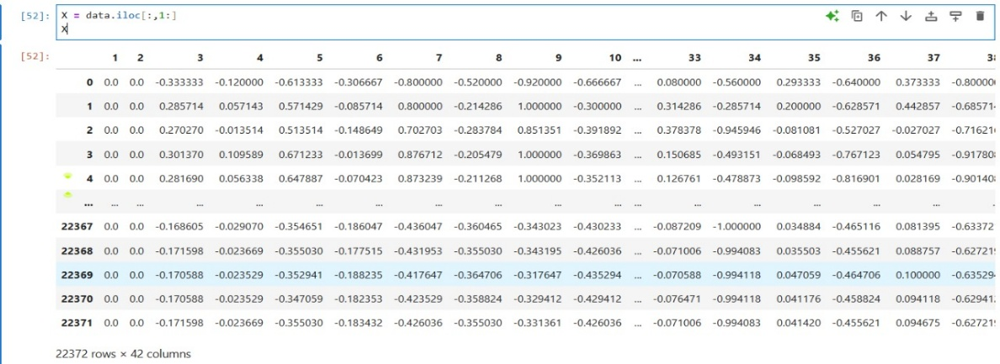 [52]: X = data.iloc[:,1:]
X
[52]: 1 2 3 4 5 6 7 8 9 10 ... 33 34 35 36 37
0 0.0 0.0 -0.333333 -0.120000 -0.613333 -0.306667 -0.800000 -0.520000 -0.920000 -0.666667 ... 0.080000 -0.560000 0.293333 -0.640000 0.373333 -0.80000
1 0.0 0.0 0.285714 0.057143 0.571429 -0.085714 0.800000 -0.214286 1.000000 -0.300000 ... 0.314286 -0.285714 0.200000 -0.628571 0.442857 -0.68571
2 0.0 0.0 0.270270 -0.013514 0.513514 -0.148649 0.702703 -0.283784 0.851351 -0.391892 ... 0.378378 -0.945946 -0.081081 -0.527027 -0.027027 -0.71621
3 0.0 0.0 0.301370 0.109589 0.671233 -0.013699 0.876712 -0.205479 1.000000 -0.369863 ... 0.150685 -0.493151 -0.068493 -0.767123 0.054795 -0.91780
4 0.0 0.0 0.281690 0.056338 0.647887 -0.070423 0.873239 -0.211268 1.000000 -0.352113 ... 0.126761 -0.478873 -0.098592 -0.816901 0.028169 -0.90140
... ... ... ... ... ... ... ... ... ... ... ... ... ... ... ... ...
22367 0.0 0.0 -0.168605 -0.029070 -0.354651 -0.186047 -0.436047 -0.360465 -0.343023 -0.430233 ... -0.087209 -1.000000 0.034884 -0.465116 0.081395 -0.63372
22368 0.0 0.0 -0.171598 -0.023669 -0.355030 -0.177515 -0.431953 -0.355030 -0.343195 -0.426036 ... -0.071006 -0.994083 0.035503 -0.455621 0.088757 -0.62721
22369 0.0 0.0 -0.170588 -0.023529 -0.352941 -0.188235 -0.417647 -0.364706 -0.317647 -0.435294 ... -0.070588 -0.994118 0.047059 -0.464706 0.100000 -0.63529
22370 0.0 0.0 -0.170588 -0.023529 -0.347059 -0.182353 -0.423529 -0.358824 -0.329412 -0.429412 ... -0.076471 -0.994118 0.041176 -0.458824 0.094118 -0.62941
22371 0.0 0.0 -0.171598 -0.023669 -0.355030 -0.183432 -0.426036 -0.355030 -0.331361 -0.426036 ... -0.071006 -0.994083 0.041420 -0.455621 0.094675 -0.62721
22372 rows × 42 columns